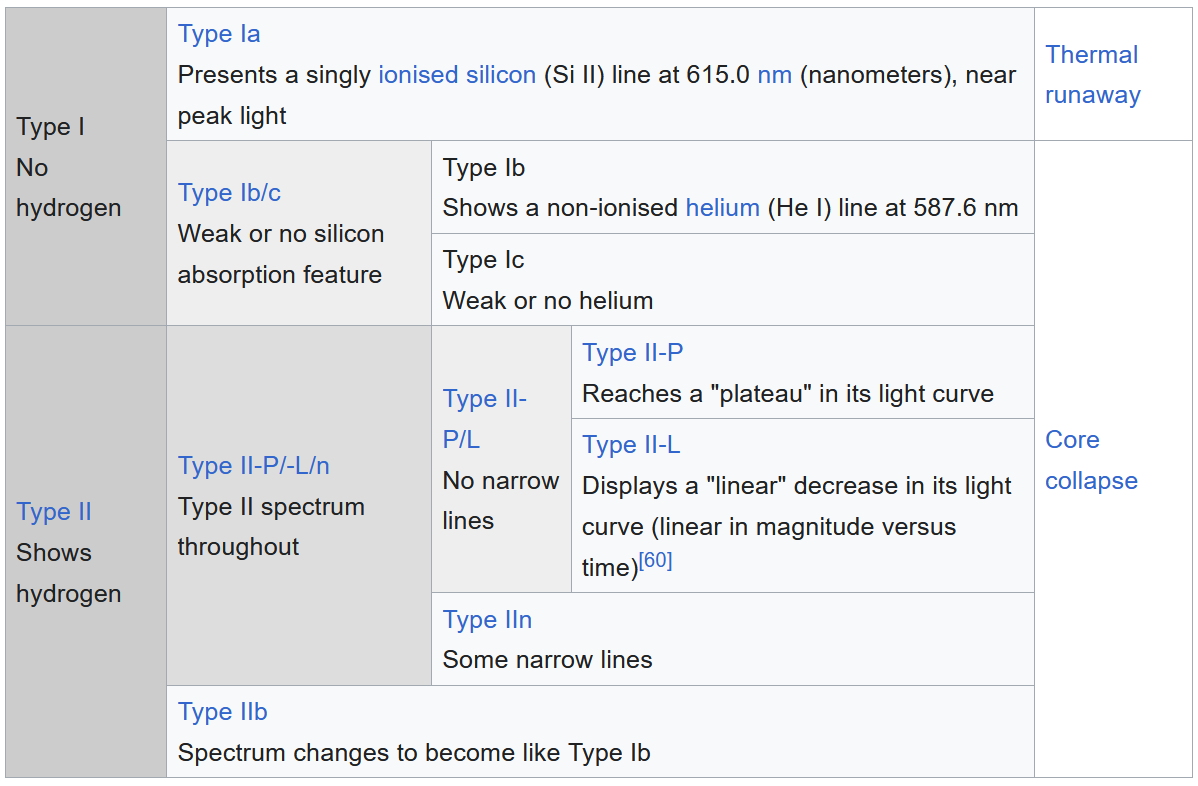 Type I
No
hydrogen
Type Ia
Presents a singly ionised silicon (Si II) line at 615.0 nm (nanometers), near
peak light
Thermal
runaway
Type Ib/c
Weak or no silicon
absorption feature
Type Ib
Shows a non-ionised helium (He I) line at 587.6 nm
Type Ic
Weak or no helium
Core
collapse
Type II
Shows
hydrogen
Type II-P/-L/n
Type II spectrum
throughout
Type II-
P/L
No narrow
lines
Type II-P
Reaches a "plateau" in its light curve
Type II-L
Displays a "linear" decrease in its light
curve (linear in magnitude versus
time)[60]
Type IIn
Some narrow lines
Type IIb
Spectrum changes to become like Type Ib